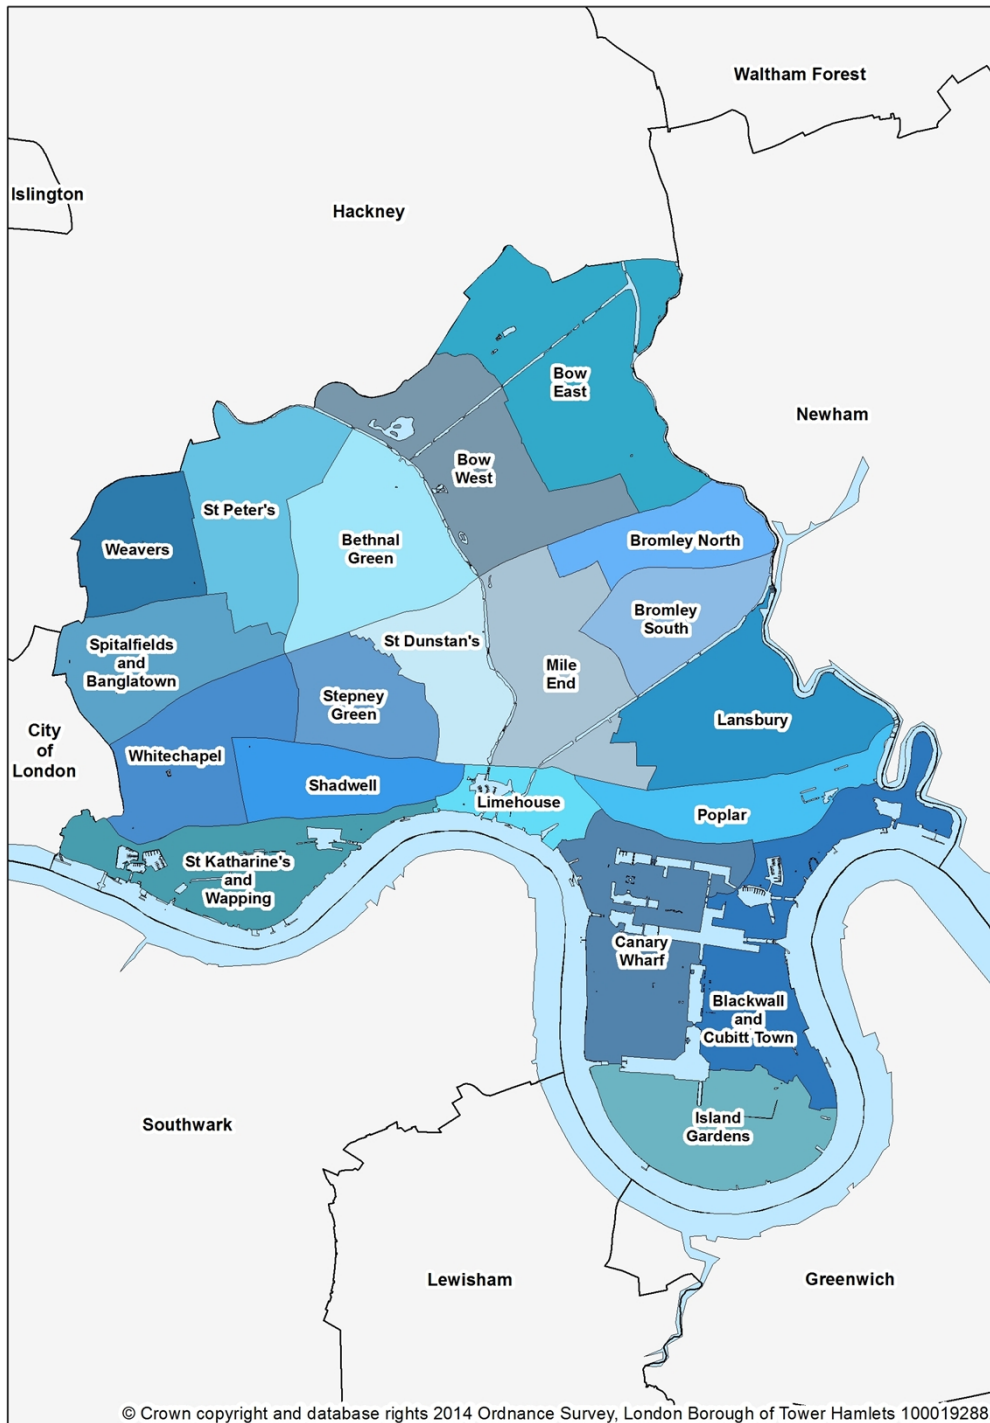 Waltham Forest
Islington
Hackney
Bow
East
Newham
Bow
West
St Peter's
Weavers
Bethnal
Green
Bromley North
Bromley
South
St Dunstan's
Spitalfields
and
Banglatown
Mile
End
Stepney
Green
Lansbury
City
of
London
Whitechapel
Shadwell
Limehouse
Poplar
St Katharine's
and
Wapping
Canary
Wharf
Blackwall
and
Cubitt Town
Island
Gardens
Southwark
Lewisham
Greenwich
© Crown copyright and database rights 2014 Ordnance Survey, London Borough of Tower Hamlets 100019288